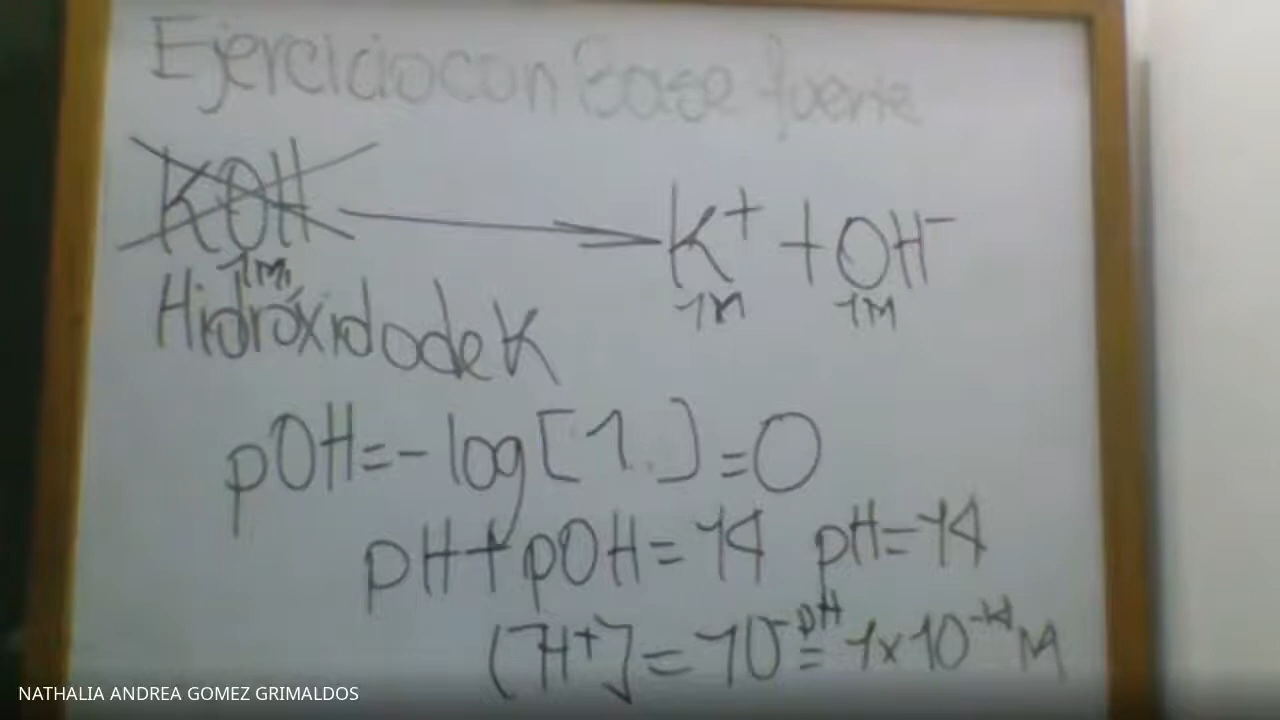 Ejercicio con Base fuerte
KOH → K⁺ + OH⁻
1M 1M 1M
Hidróxido de K
pOH = - log [1.] = 0
pH + pOH = 14 pH = 14
[H⁺] = 10⁻ᵖᴴ = 1x10⁻¹⁴ M
NATHALIA ANDREA GOMEZ GRIMALDOS